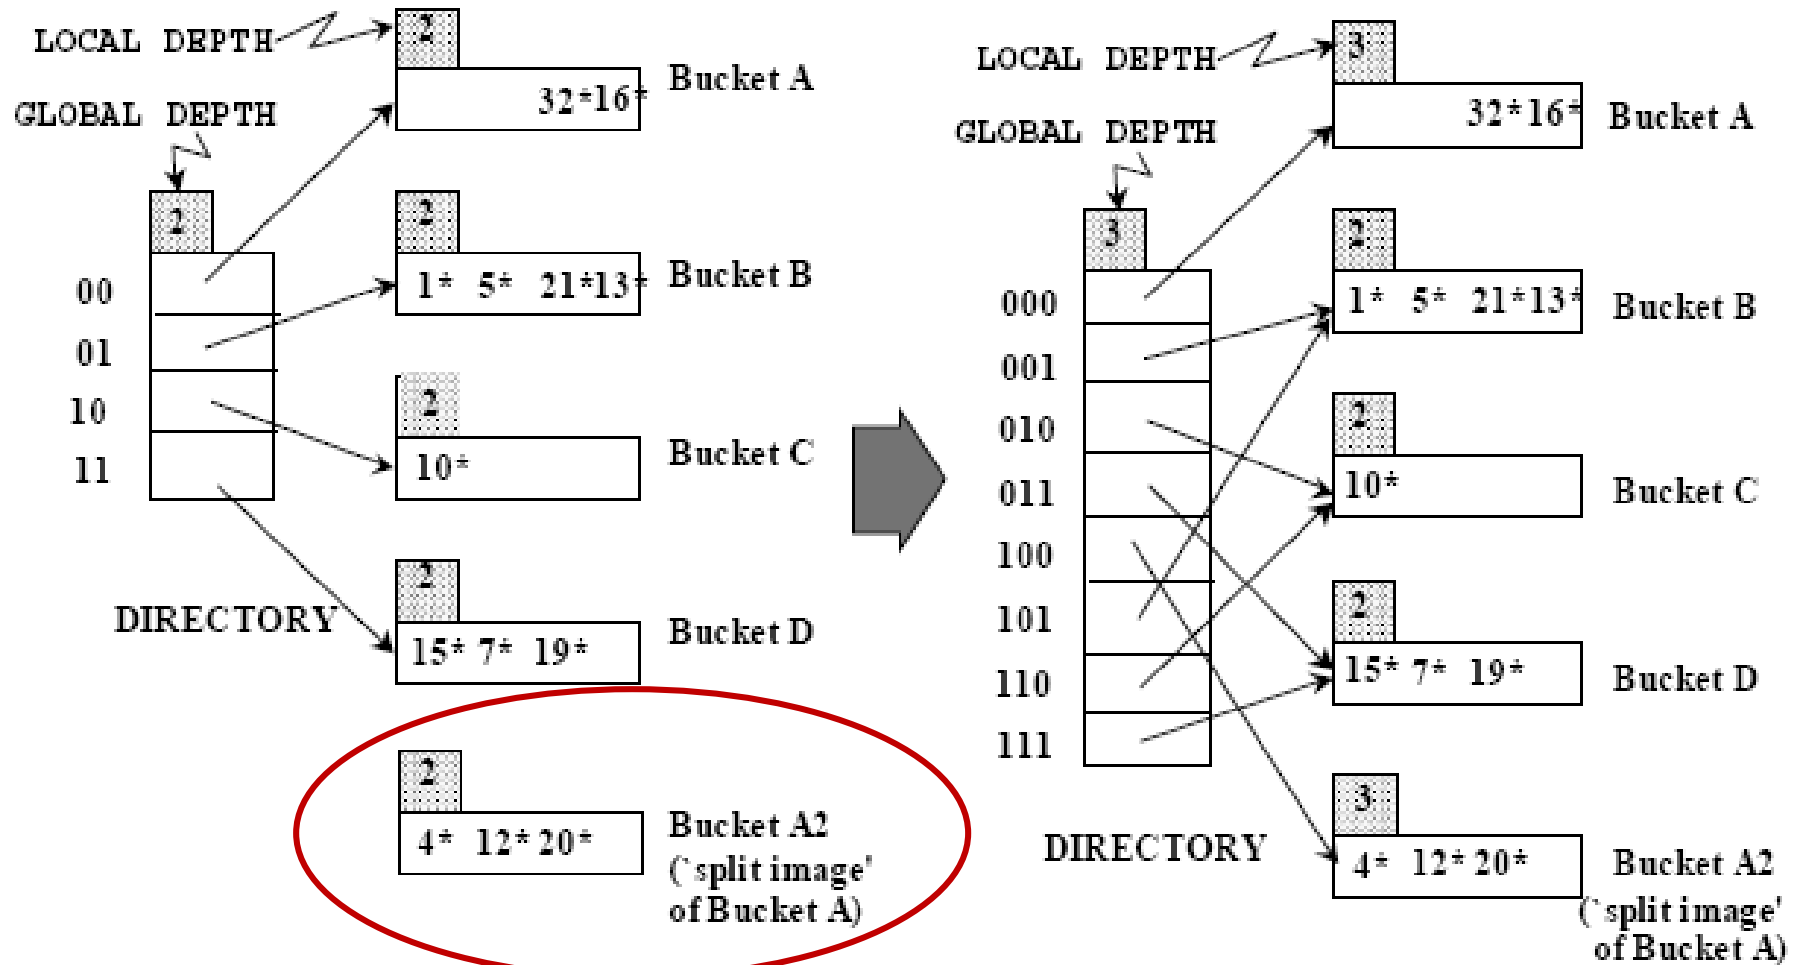 LOCAL DEPTH
2
32*16*
Bucket A
GLOBAL DEPTH
2
00
01
10
11
DIRECTORY
2
1* 5* 21*13*
Bucket B
2
10*
Bucket C
2
15* 7* 19*
Bucket D
2
4* 12* 20*
Bucket A2
(`split image'
of Bucket A)
LOCAL DEPTH
3
32*16*
Bucket A
GLOBAL DEPTH
3
000
001
010
011
100
101
110
111
DIRECTORY
2
1* 5* 21*13*
Bucket B
2
10*
Bucket C
2
15* 7* 19*
Bucket D
3
4* 12* 20*
Bucket A2
(`split image'
of Bucket A)